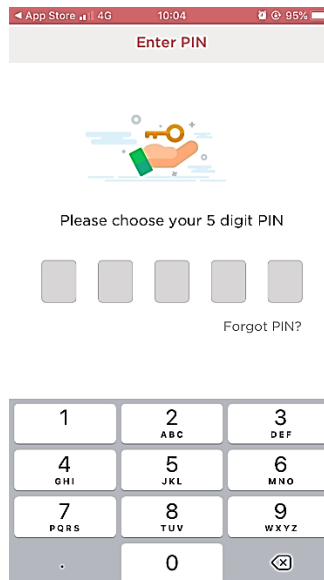 App Store 4G 10:04 95%
Enter PIN
Please choose your 5 digit PIN
Forgot PIN?
1 2 3
ABC DEF
4 5 6
GHI JKL MNO
7 8 9
PQRS TUV WXYZ
. 0